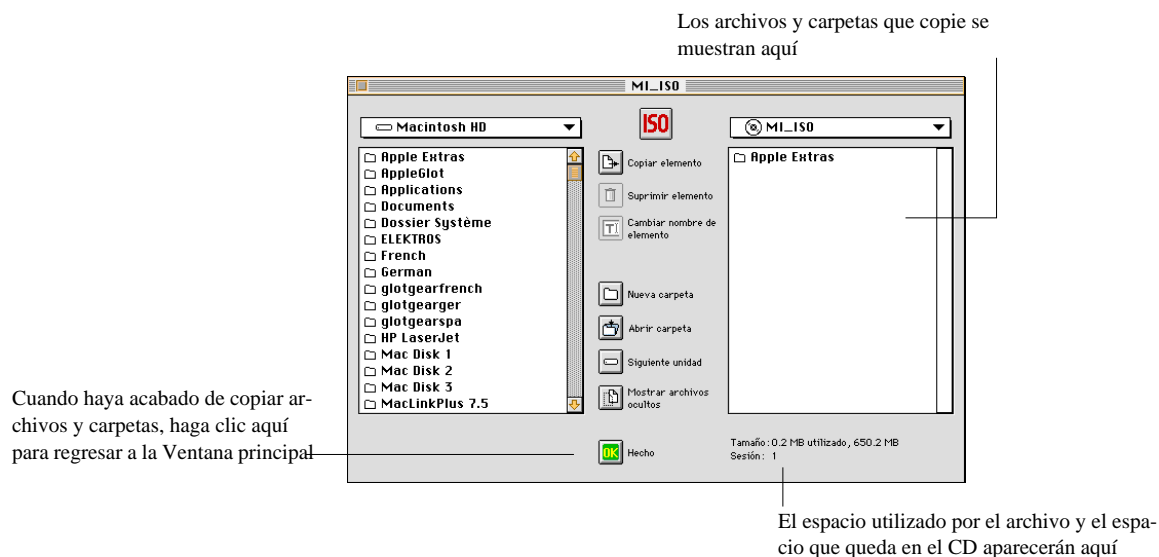 Los archivos y carpetas que copie se
muestran aquí
MI_ISO
Macintosh HD
ISO
MI_ISO
Apple Extras
AppleGlot
Applications
Documents
Dossier Système
ELEKTROS
French
German
glotgearfrench
glotgearger
glotgearspa
HP LaserJet
Mac Disk 1
Mac Disk 2
Mac Disk 3
MacLinkPlus 7.5
Copiar elemento
Suprimir elemento
Cambiar nombre de
elemento
Nueva carpeta
Abrir carpeta
Siguiente unidad
Mostrar archivos
ocultos
OK Hecho
Apple Extras
Tamaño: 0.2 MB utilizado, 650.2 MB
Sesión: 1
Cuando haya acabado de copiar ar-
chivos y carpetas, haga clic aquí
para regresar a la Ventana principal
El espacio utilizado por el archivo y el espa-
cio que queda en el CD aparecerán aquí